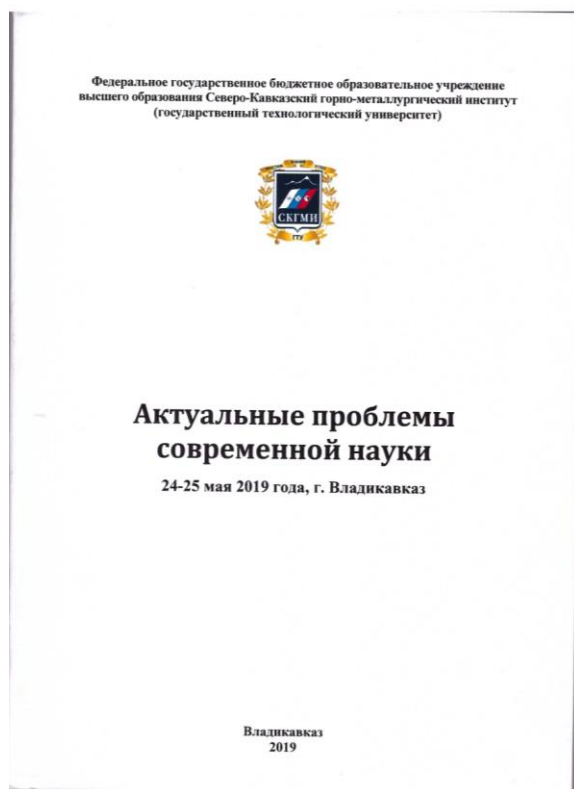 Федеральное государственное бюджетное образовательное учреждение
высшего образования Северо-Кавказский горно-металлургический институт
(государственный технологический университет)
СКГМИ
ГТУ
Актуальные проблемы
современной науки
24-25 мая 2019 года, г. Владикавказ
Владикавказ
2019